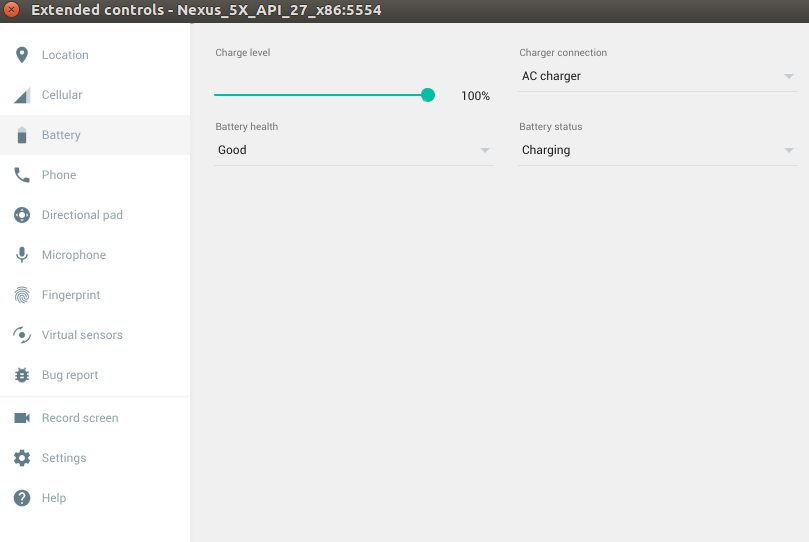 Extended controls - Nexus_5X_API_27_x86:5554
Location
Cellular
Battery
Phone
Directional pad
Microphone
Fingerprint
Virtual sensors
Bug report
Record screen
Settings
Help
Charge level
100%
Charger connection
AC charger
Battery health
Good
Battery status
Charging